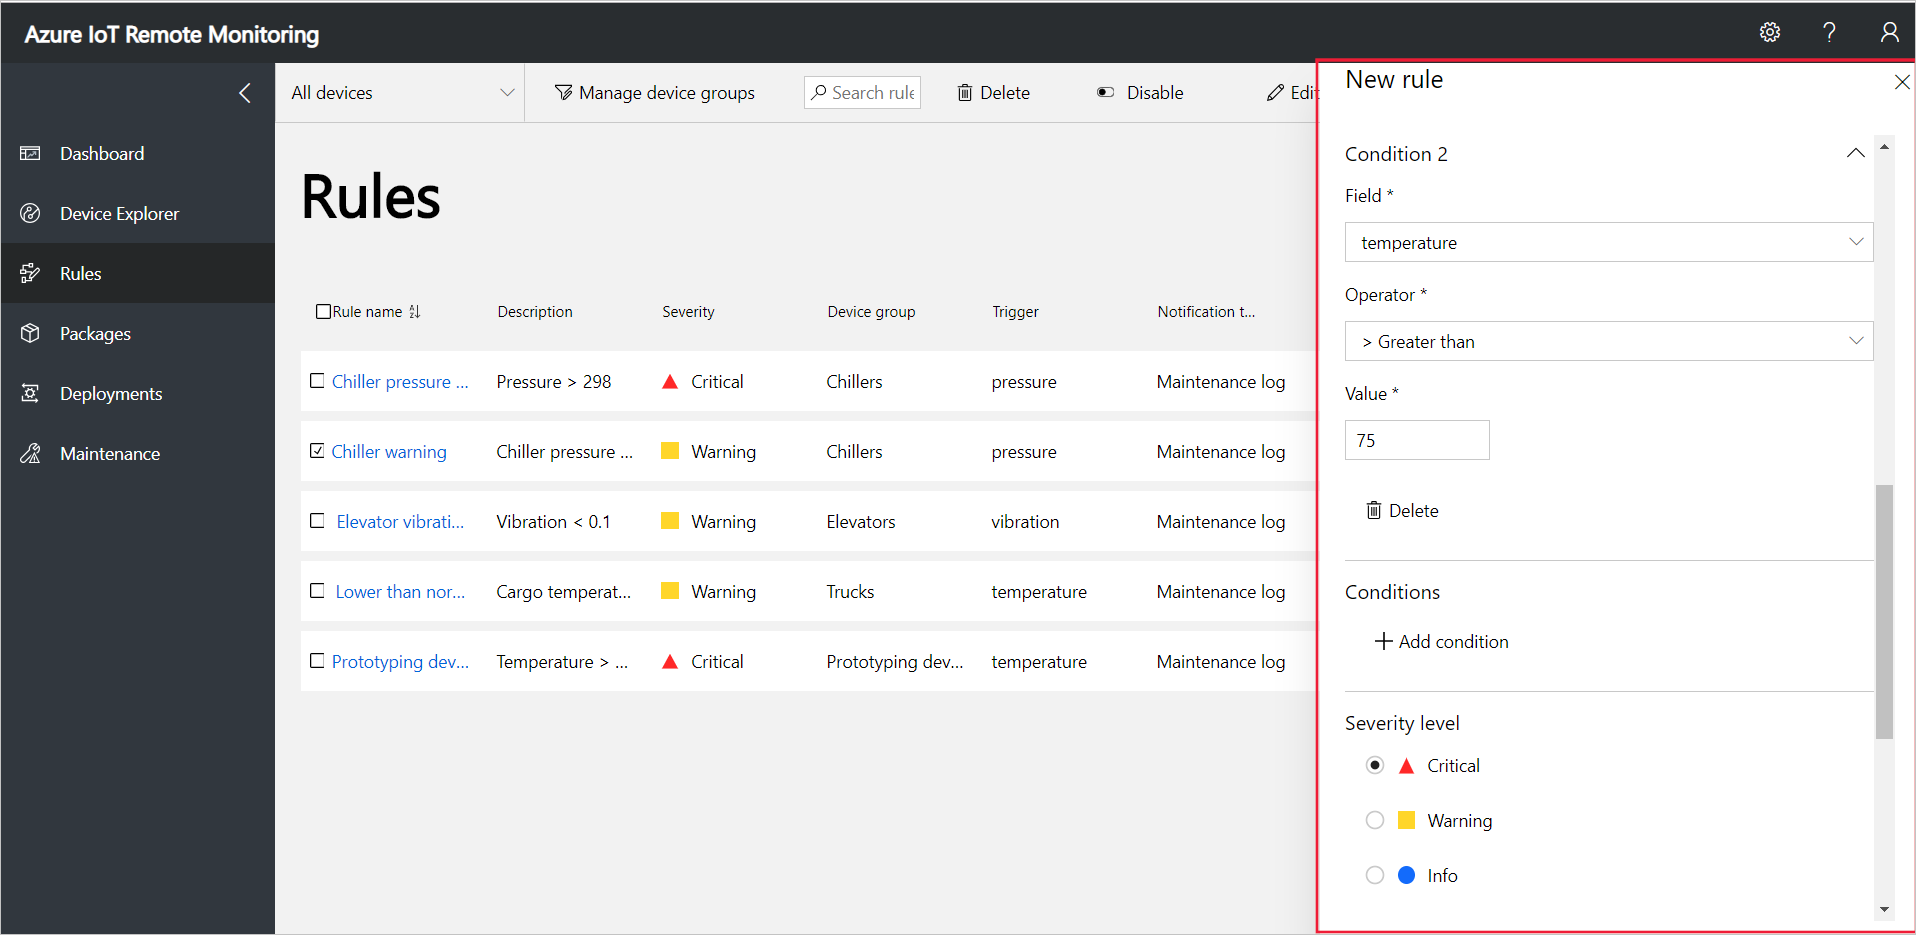 Azure IoT Remote Monitoring
?
All devices
Manage device groups
Search rule
Delete
Disable
Edit
Dashboard
Device Explorer
Rules
Packages
Deployments
Maintenance
Rules
Rule name
Description
Severity
Device group
Trigger
Notification t...
Chiller pressure ...
Pressure > 298
Critical
Chillers
pressure
Maintenance log
Chiller warning
Chiller pressure ...
Warning
Chillers
pressure
Maintenance log
Elevator vibrati...
Vibration < 0.1
Warning
Elevators
vibration
Maintenance log
Lower than nor...
Cargo temperat...
Warning
Trucks
temperature
Maintenance log
Prototyping dev...
Temperature > ...
Critical
Prototyping dev...
temperature
Maintenance log
New rule
Condition 2
Field *
temperature
Operator *
> Greater than
Value *
75
Delete
Conditions
Add condition
Severity level
Critical
Warning
Info